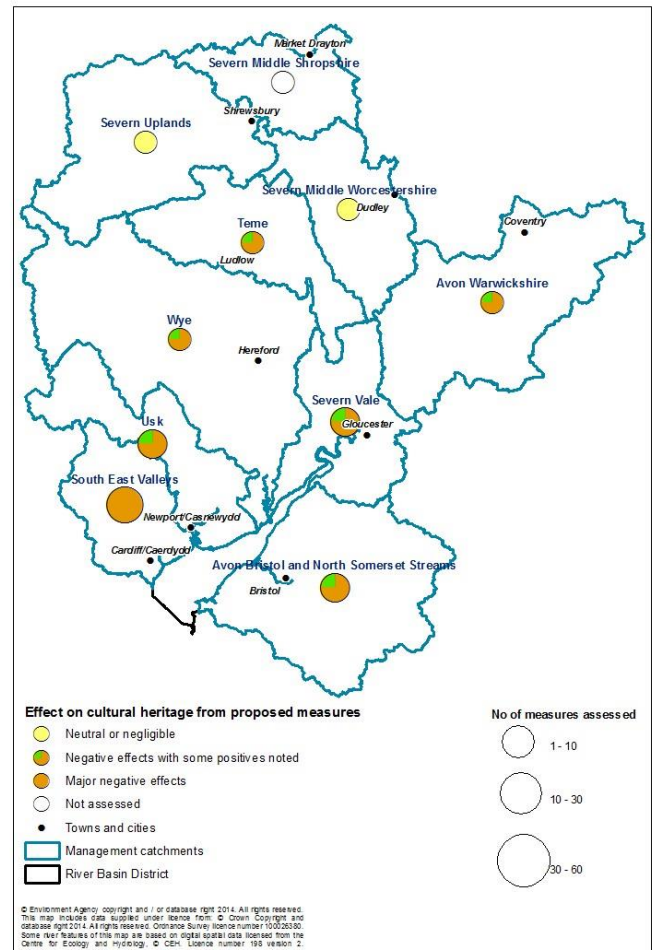 Market Drayton
Severn Middle Shropshire
Shrewsbury
Severn Uplands
Severn Middle Worcestershire
Dudley
Teme
Ludlow
Coventry
Avon Warwickshire
Wye
Hereford
Severn Vale
Gloucester
Usk
South East Valleys
Newport/Casnewydd
Cardiff/Caerdydd
Avon Bristol and North Somerset Streams
Bristol
Effect on cultural heritage from proposed measures
Neutral or negligible
Negative effects with some positives noted
Major negative effects
Not assessed
Towns and cities
Management catchments
River Basin District
No of measures assessed
1 - 10
10 - 30
30 - 60
© Environment Agency copyright and / or database right 2014. All rights reserved.
This map includes data supplied under licence from: © Crown Copyright and
database right 2014. All rights reserved. Ordnance Survey licence number 100026380.
Some river features of this map are based on digital spatial data licensed from the
Centre for Ecology and Hydrology, © CEH. Licence number 198 version 2.